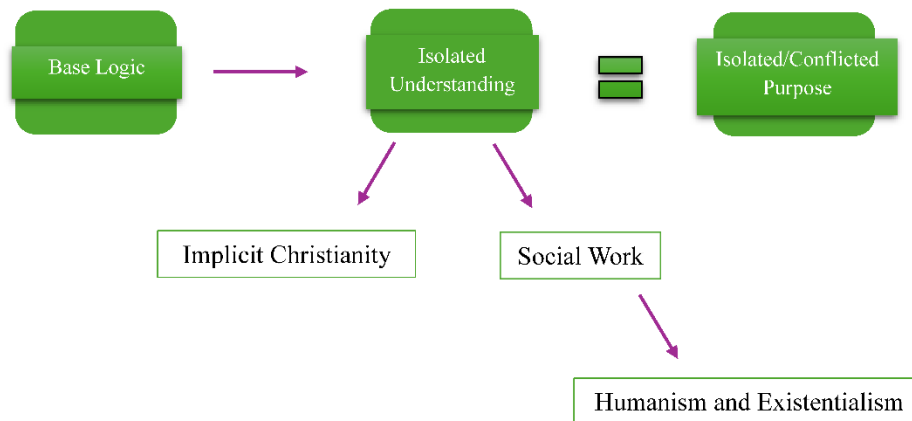 Base Logic
Isolated
Understanding
Isolated/Conflicted
Purpose
Implicit Christianity
Social Work
Humanism and Existentialism